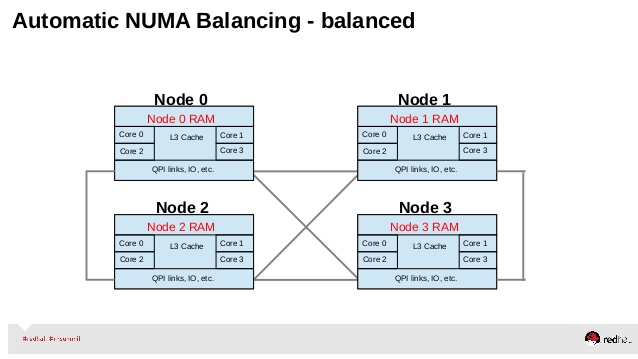 Automatic NUMA Balancing - balanced
Node 0
Node 0 RAM
Core 0
L3 Cache
Core 1
Core 2
Core 3
QPI links, IO, etc.
Node 1
Node 1 RAM
Core 0
L3 Cache
Core 1
Core 2
Core 3
QPI links, IO, etc.
Node 2
Node 2 RAM
Core 0
L3 Cache
Core 1
Core 2
Core 3
QPI links, IO, etc.
Node 3
Node 3 RAM
Core 0
L3 Cache
Core 1
Core 2
Core 3
QPI links, IO, etc.
redhat